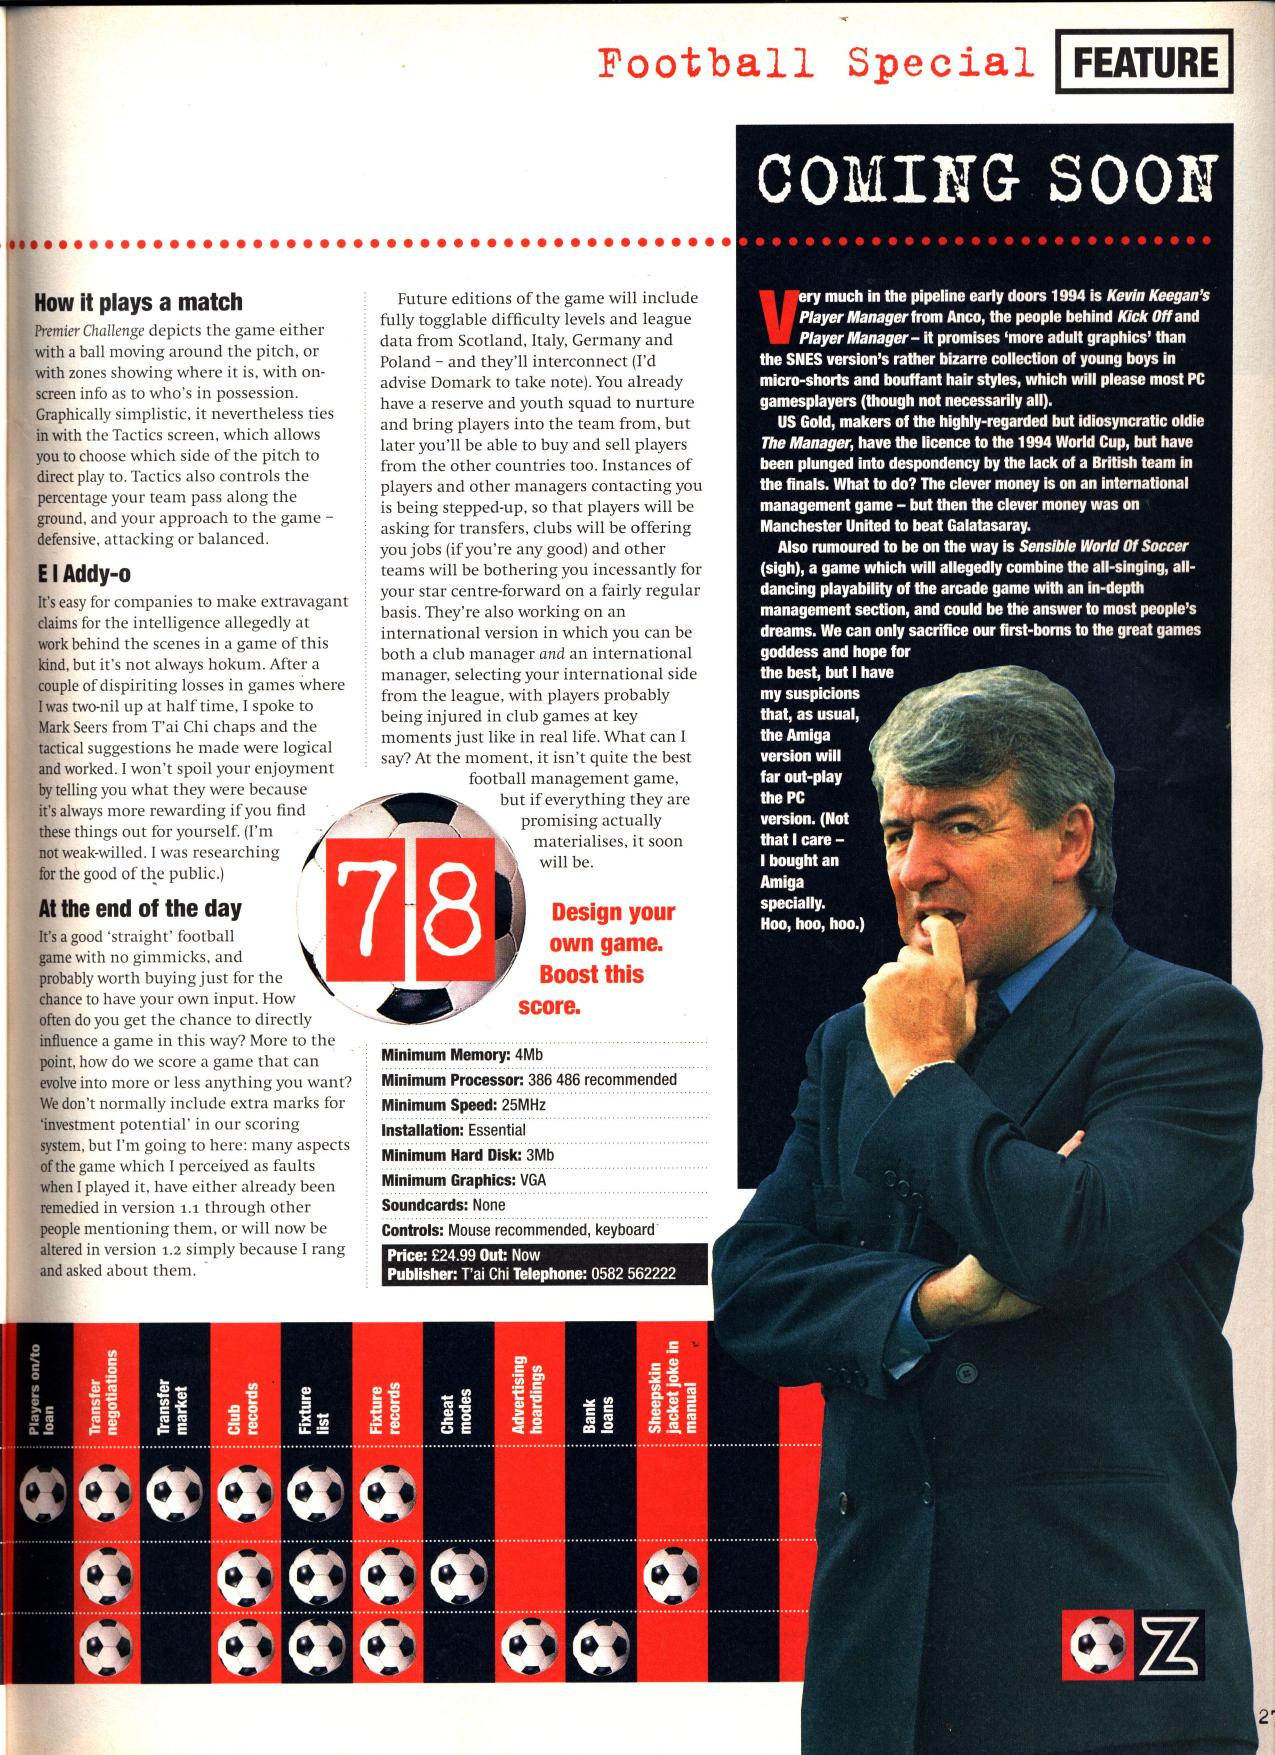 Football Special FEATURE
How it plays a match
Premier Challenge depicts the game either
with a ball moving around the pitch, or
with zones showing where it is, with on-
screen info as to who's in possession.
Graphically simplistic, it nevertheless ties
in with the Tactics screen, which allows
you to choose which side of the pitch to
direct play to. Tactics also controls the
percentage your team pass along the
ground, and your approach to the game –
defensive, attacking or balanced.
E I Addy-o
It's easy for companies to make extravagant
claims for the intelligence allegedly at
work behind the scenes in a game of this
kind, but it's not always hokum. After a
couple of dispiriting losses in games where
I was two-nil up at half time, I spoke to
Mark Seers from T'ai Chi chaps and the
tactical suggestions he made were logical
and worked. I won't spoil your enjoyment
by telling you what they were because
it's always more rewarding if you find
these things out for yourself. (I'm
not weak-willed. I was researching
for the good of the public.)
At the end of the day
It's a good 'straight' football
game with no gimmicks, and
probably worth buying just for the
chance to have your own input. How
often do you get the chance to directly
influence a game in this way? More to the
point, how do we score a game that can
evolve into more or less anything you want?
We don't normally include extra marks for
'investment potential' in our scoring
system, but I'm going to here: many aspects
of the game which I perceived as faults
when I played it, have either already been
remedied in version 1.1 through other
people mentioning them, or will now be
altered in version 1.2 simply because I rang
and asked about them.
Future editions of the game will include
fully togglable difficulty levels and league
data from Scotland, Italy, Germany and
Poland – and they'll interconnect (I'd
advise Domark to take note). You already
have a reserve and youth squad to nurture
and bring players into the team from, but
later you'll be able to buy and sell players
from the other countries too. Instances of
players and other managers contacting you
is being stepped-up, so that players will be
asking for transfers, clubs will be offering
you jobs (if you're any good) and other
teams will be bothering you incessantly for
your star centre-forward on a fairly regular
basis. They're also working on an
international version in which you can be
both a club manager and an international
manager, selecting your international side
from the league, with players probably
being injured in club games at key
moments just like in real life. What can I
say? At the moment, it isn't quite the best
football management game,
but if everything they are
promising actually
materialises, it soon
will be.
78
Design your
own game.
Boost this
score.
Minimum Memory: 4Mb
Minimum Processor: 386 486 recommended
Minimum Speed: 25MHz
Installation: Essential
Minimum Hard Disk: 3Mb
Minimum Graphics: VGA
Soundcards: None
Controls: Mouse recommended, keyboard
Price: £24.99 Out: Now
Publisher: T'ai Chi Telephone: 0582 562222
COMING SOON
Very much in the pipeline early doors 1994 is Kevin Keegan's
Player Manager from Anco, the people behind Kick Off and
Player Manager – it promises 'more adult graphics' than
the SNES version's rather bizarre collection of young boys in
micro-shorts and bouffant hair styles, which will please most PC
gamesplayers (though not necessarily all).
US Gold, makers of the highly-regarded but idiosyncratic oldie
The Manager, have the licence to the 1994 World Cup, but have
been plunged into despondency by the lack of a British team in
the finals. What to do? The clever money is on an international
management game – but then the clever money was on
Manchester United to beat Galatasaray.
Also rumoured to be on the way is Sensible World Of Soccer
(sigh), a game which will allegedly combine the all-singing, all-
dancing playability of the arcade game with an in-depth
management section, and could be the answer to most people's
dreams. We can only sacrifice our first-borns to the great games
goddess and hope for
the best, but I have
my suspicions
that, as usual,
the Amiga
version will
far out-play
the PC
version. (Not
that I care –
I bought an
Amiga
specially.
Hoo, hoo, hoo.)
Players on/to
loan
Transfer
negotiations
Transfer
market
Club
records
Fixture
list
Fixture
records
Cheat
modes
Advertising
hoardings
Bank
loans
Sheepskin
jacket joke in
manual
Z